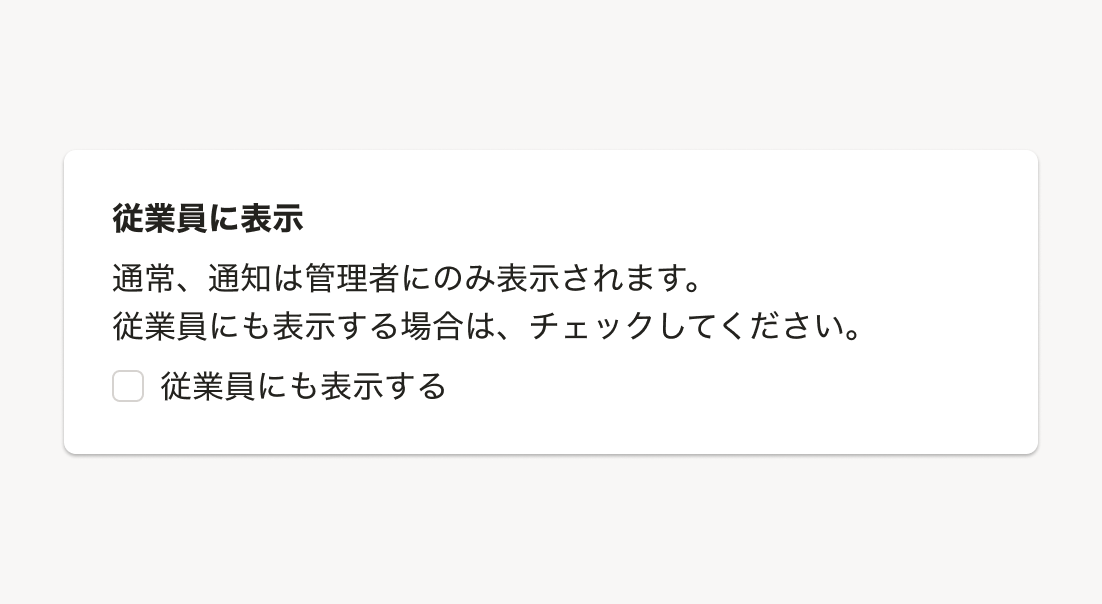 従業員に表示
通常、通知は管理者にのみ表示されます。
従業員にも表示する場合は、チェックしてください。
従業員にも表示する